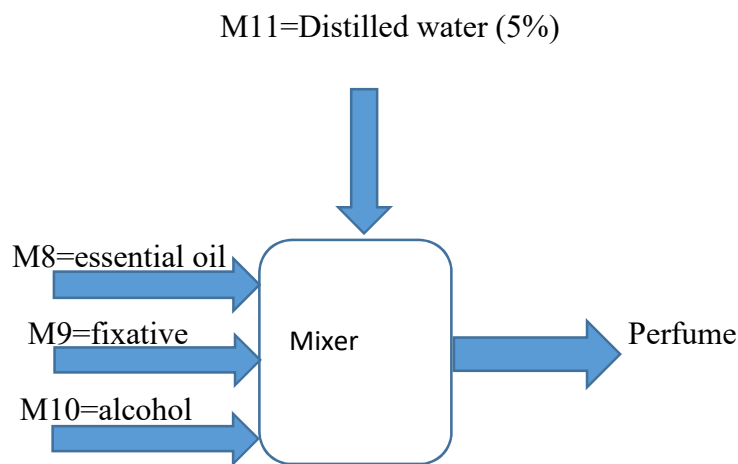 M11=Distilled water (5%)
M8=essential oil
M9=fixative
Mixer
Perfume
M10=alcohol